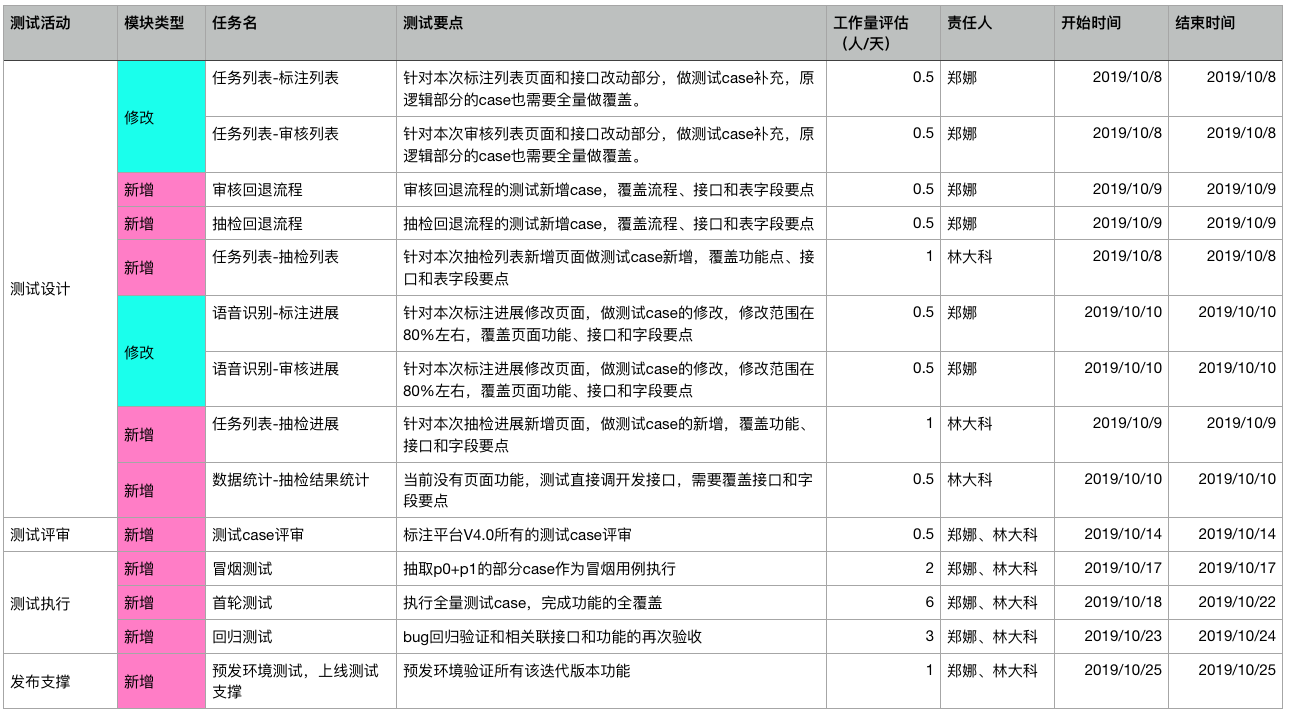 测试活动 模块类型 任务名 测试要点 工作量评估 责任人 开始时间 结束时间
（人/天）
测试设计
修改
任务列表-标注列表 针对本次标注列表页面和接口改动部分，做测试case补充，原 0.5 郑娜 2019/10/8 2019/10/8
逻辑部分的case也需要全量做覆盖。
任务列表-审核列表 针对本次审核列表页面和接口改动部分，做测试case补充，原 0.5 郑娜 2019/10/8 2019/10/8
逻辑部分的case也需要全量做覆盖。
新增 审核回退流程 审核回退流程的测试新增case，覆盖流程、接口和表字段要点 0.5 郑娜 2019/10/9 2019/10/9
新增 抽检回退流程 抽检回退流程的测试新增case，覆盖流程、接口和表字段要点 0.5 郑娜 2019/10/9 2019/10/9
新增 任务列表-抽检列表 针对本次抽检列表新增页面做测试case新增，覆盖功能点、接 1 林大科 2019/10/8 2019/10/8
口和表字段要点
修改
语音识别-标注进展 针对本次标注进展修改页面，做测试case的修改，修改范围在 0.5 郑娜 2019/10/10 2019/10/10
80%左右，覆盖页面功能、接口和字段要点
语音识别-审核进展 针对本次标注进展修改页面，做测试case的修改，修改范围在 0.5 郑娜 2019/10/10 2019/10/10
80%左右，覆盖页面功能、接口和字段要点
新增 任务列表-抽检进展 针对本次抽检进展新增页面，做测试case的新增，覆盖功能、 1 林大科 2019/10/9 2019/10/9
接口和字段要点
新增 数据统计-抽检结果统计 当前没有页面功能，测试直接调开发接口，需要覆盖接口和字 0.5 林大科 2019/10/10 2019/10/10
段要点
测试评审 新增 测试case评审 标注平台V4.0所有的测试case评审 0.5 郑娜、林大科 2019/10/14 2019/10/14
测试执行
新增 冒烟测试 抽取p0+p1的部分case作为冒烟用例执行 2 郑娜、林大科 2019/10/17 2019/10/17
新增 首轮测试 执行全量测试case，完成功能的全覆盖 6 郑娜、林大科 2019/10/18 2019/10/22
新增 回归测试 bug回归验证和相关联接口和功能的再次验收 3 郑娜、林大科 2019/10/23 2019/10/24
发布支撑 新增 预发环境测试，上线测试 预发环境验证所有该迭代版本功能 1 郑娜、林大科 2019/10/25 2019/10/25
支撑